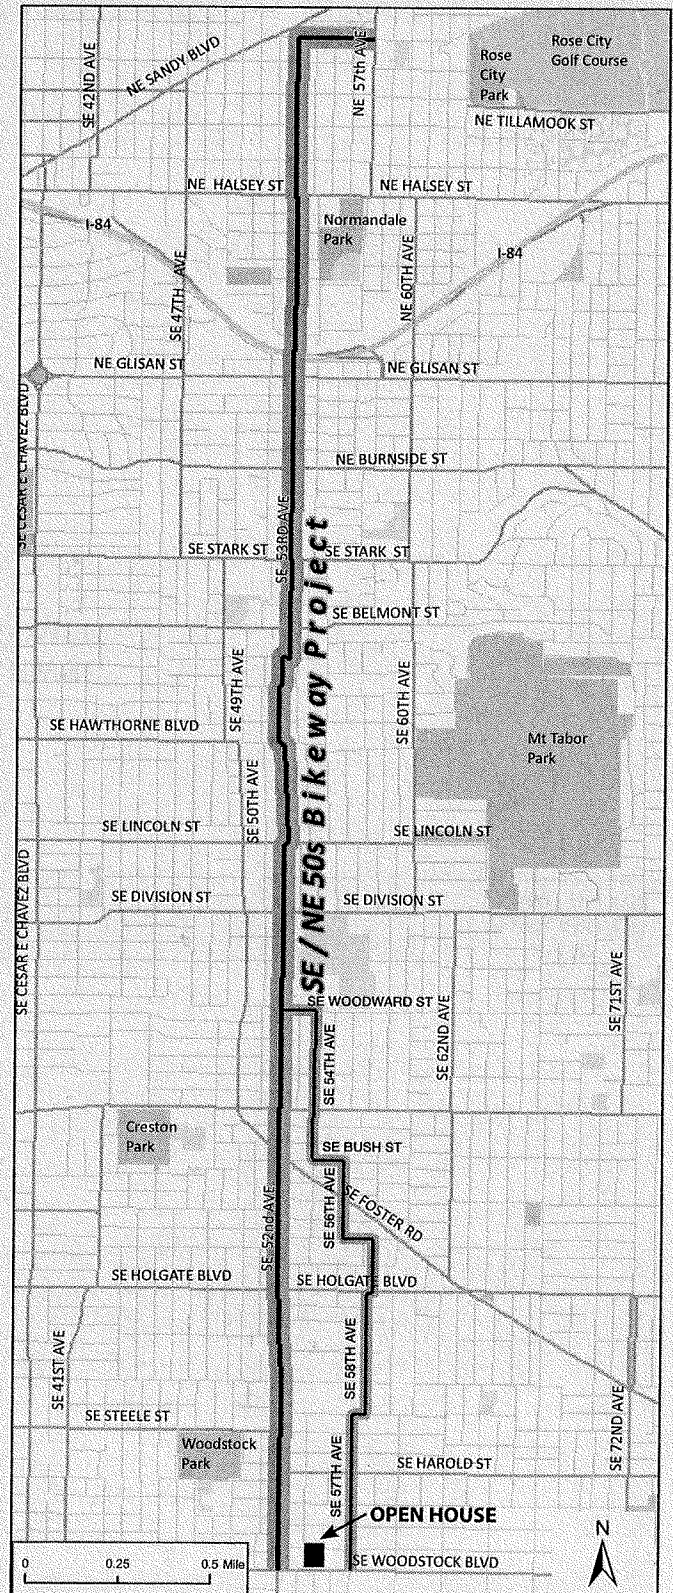 SE 42ND AVE
NE SANDY BLVD
NE 57th AVE
Rose
City
Park
Rose City
Golf Course
NE TILLAMOOK ST
NE HALSEY ST
NE HALSEY ST
I-84
Normandale
Park
SE 47TH AVE
NE 60TH AVE
I-84
NE GLISAN ST
NE GLISAN ST
SE CESAR E CHAVEZ BLVD
NE BURNSIDE ST
SE 53RD AVE
SE STARK ST
SE STARK ST
SE / NE 50s Bikeway Project
SE BELMONT ST
SE 49TH AVE
SE 60TH AVE
SE HAWTHORNE BLVD
Mt Tabor
Park
SE 50TH AVE
SE LINCOLN ST
SE LINCOLN ST
SE CESAR E CHAVEZ BLVD
SE DIVISION ST
SE DIVISION ST
SE WOODWARD ST
SE 54TH AVE
SE 62ND AVE
SE 71ST AVE
Creston
Park
SE BUSH ST
SE 52nd AVE
SE 56TH AVE
SE FOSTER RD
SE HOLGATE BLVD
SE HOLGATE BLVD
SE 41ST AVE
SE 58TH AVE
SE 72ND AVE
SE STEELE ST
Woodstock
Park
SE 57TH AVE
SE HAROLD ST
OPEN HOUSE
N
SE WOODSTOCK BLVD
0 0.25 0.5 Mile